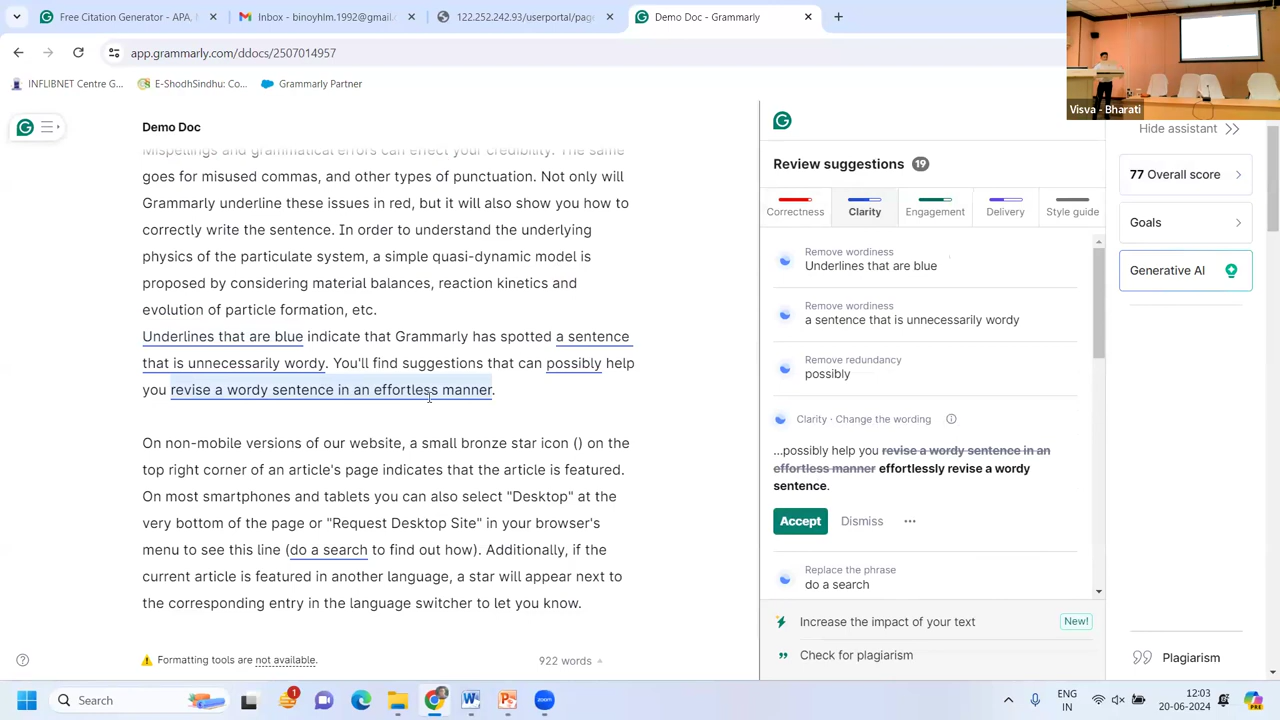 Free Citation Generator - APA,
Inbox - binoyhlm.1992@gmail.
122.252.242.93/userportal/page
Demo Doc - Grammarly
app.grammarly.com/ddocs/2507014957
INFLIBNET Centre G...
E-ShodhSindhu: Co...
Grammarly Partner
Visva - Bharati
Demo Doc
Mispellings and grammatical errors can effect your credibility. The same
goes for misused commas, and other types of punctuation. Not only will
Grammarly underline these issues in red, but it will also show you how to
correctly write the sentence. In order to understand the underlying
physics of the particulate system, a simple quasi-dynamic model is
proposed by considering material balances, reaction kinetics and
evolution of particle formation, etc.
Underlines that are blue indicate that Grammarly has spotted a sentence
that is unnecessarily wordy. You'll find suggestions that can possibly help
you revise a wordy sentence in an effortless manner.
On non-mobile versions of our website, a small bronze star icon () on the
top right corner of an article's page indicates that the article is featured.
On most smartphones and tablets you can also select "Desktop" at the
very bottom of the page or "Request Desktop Site" in your browser's
menu to see this line (do a search to find out how). Additionally, if the
current article is featured in another language, a star will appear next to
the corresponding entry in the language switcher to let you know.
Formatting tools are not available.
922 words
Review suggestions 19
Correctness
Clarity
Engagement
Delivery
Style guide
Remove wordiness
Underlines that are blue
Remove wordiness
a sentence that is unnecessarily wordy
Remove redundancy
possibly
Clarity · Change the wording
...possibly help you revise a wordy sentence in an
effortless manner effortlessly revise a wordy
sentence.
Accept
Dismiss
Replace the phrase
do a search
Increase the impact of your text
New!
Check for plagiarism
Hide assistant
77 Overall score
Goals
Generative AI
Plagiarism
Search
1
ENG
IN
12:03
20-06-2024
PRE